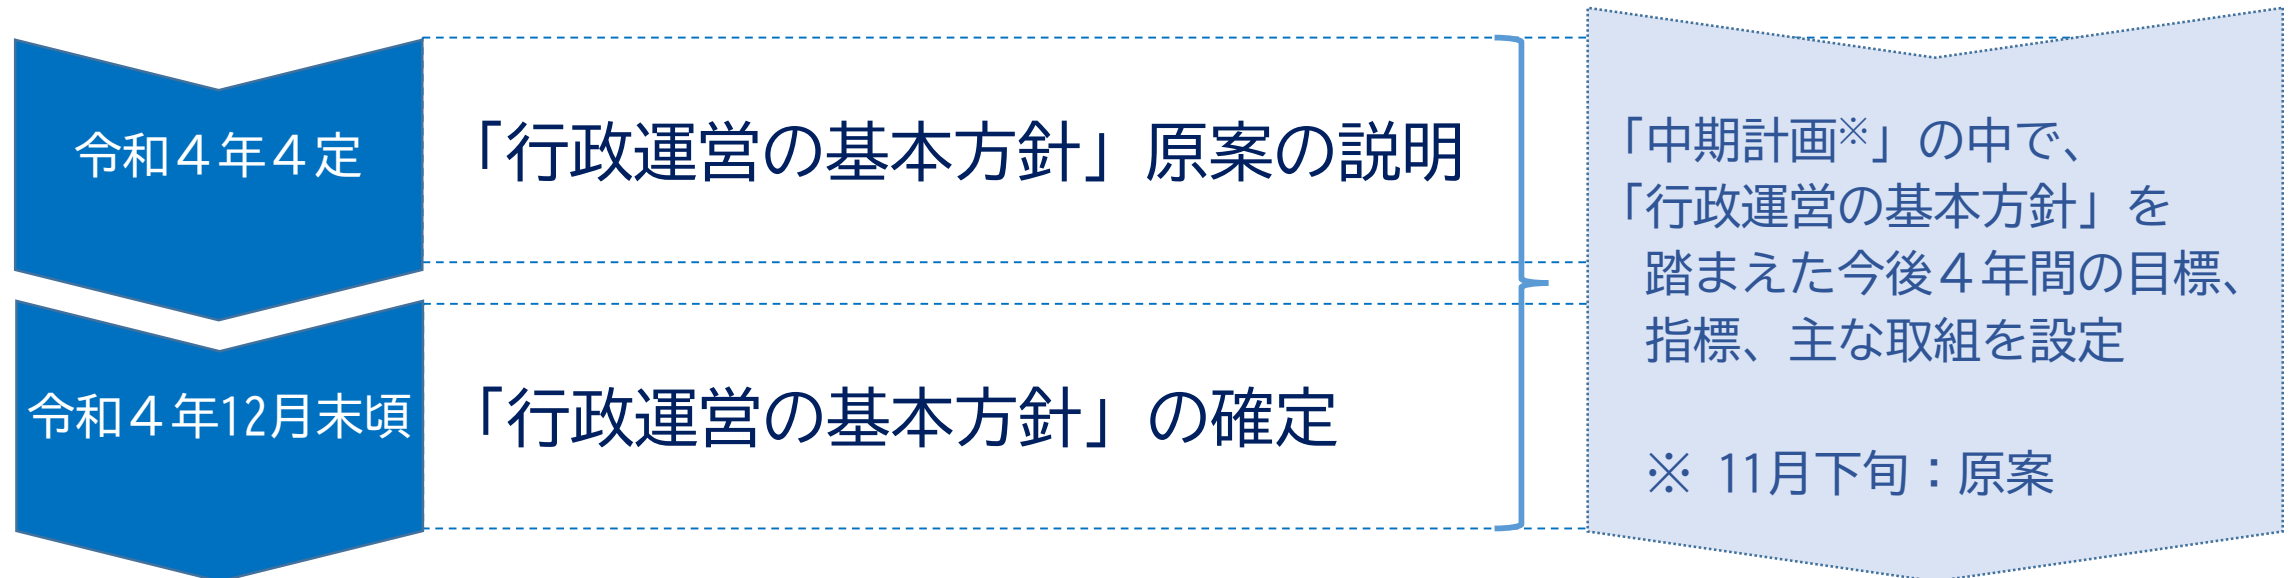 令和４年４定
「行政運営の基本方針」原案の説明
令和４年12月末頃
「行政運営の基本方針」の確定
「中期計画※」の中で、
「行政運営の基本方針」を
踏まえた今後４年間の目標、
指標、主な取組を設定
※ 11月下旬：原案